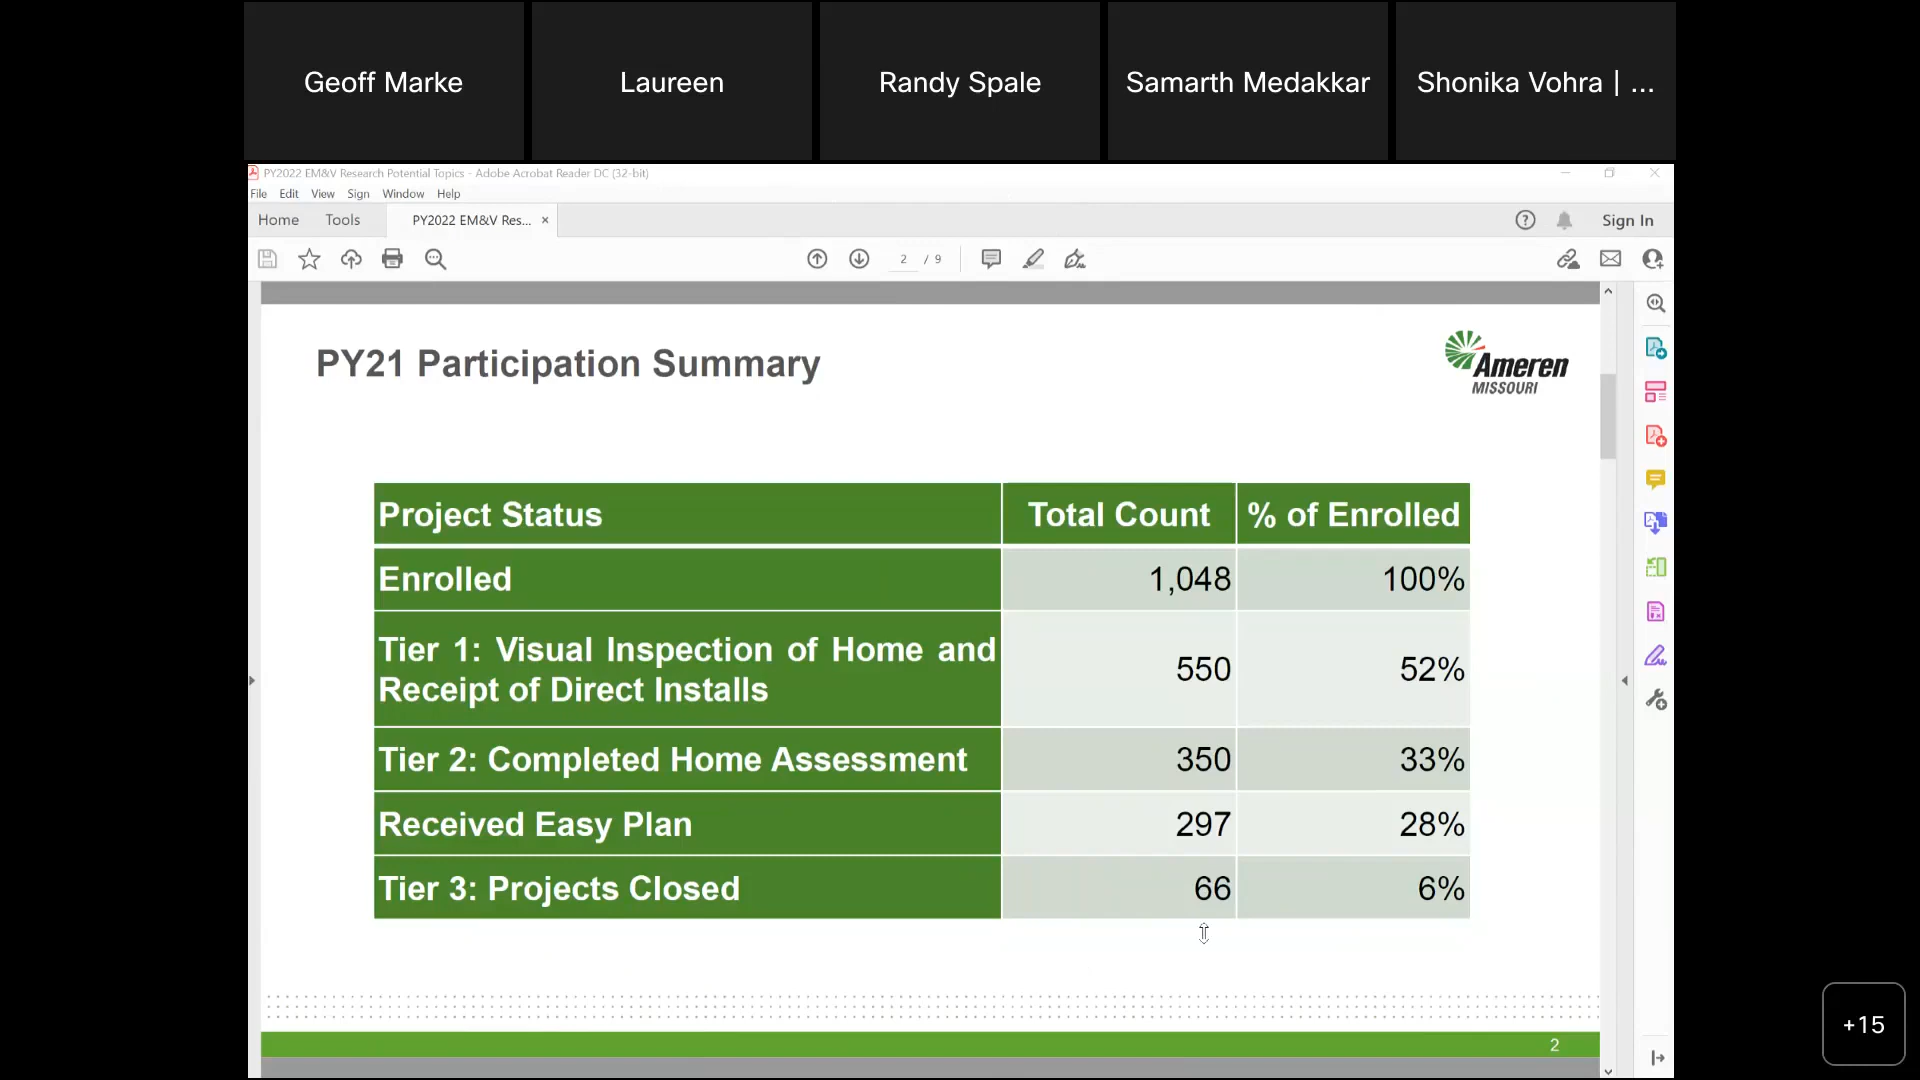 Geoff Marke
Laureen
Randy Spale
Samarth Medakkar
Shonika Vohra | ...
PY2022 EM&V Research Potential Topics - Adobe Acrobat Reader DC (32-bit)
File Edit View Sign Window Help
Home Tools PY2022 EM&V Res... × Sign In
2 / 9
PY21 Participation Summary
Ameren
MISSOURI
Project Status Total Count % of Enrolled
Enrolled 1,048 100%
Tier 1: Visual Inspection of Home and
Receipt of Direct Installs 550 52%
Tier 2: Completed Home Assessment 350 33%
Received Easy Plan 297 28%
Tier 3: Projects Closed 66 6%
2
+15